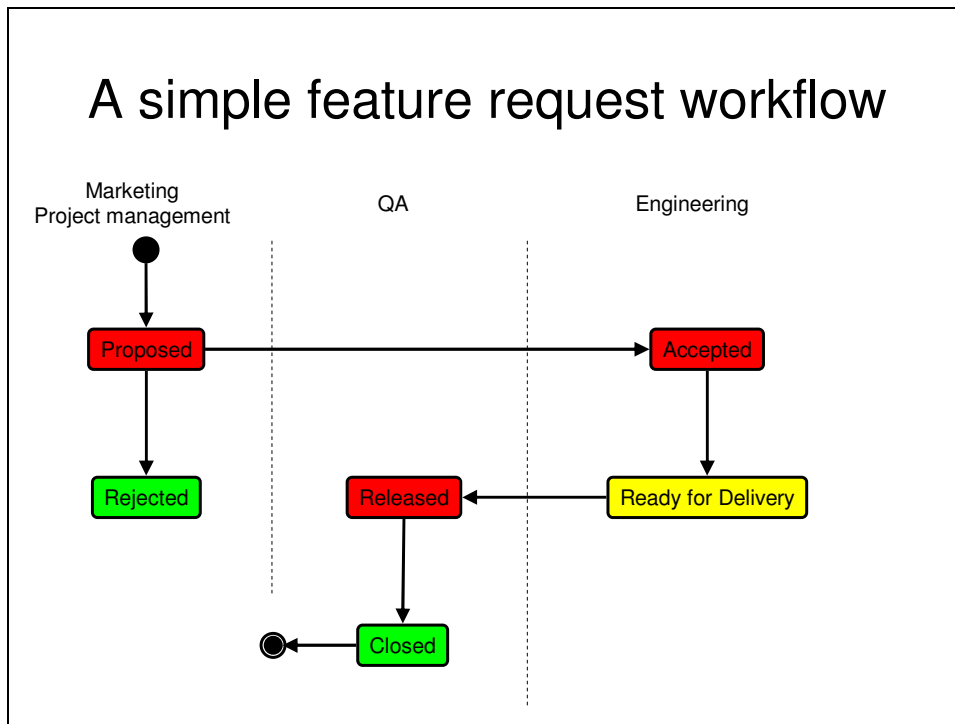 A simple feature request workflow
Marketing
Project management
QA
Engineering
Proposed
Accepted
Rejected
Released
Ready for Delivery
Closed